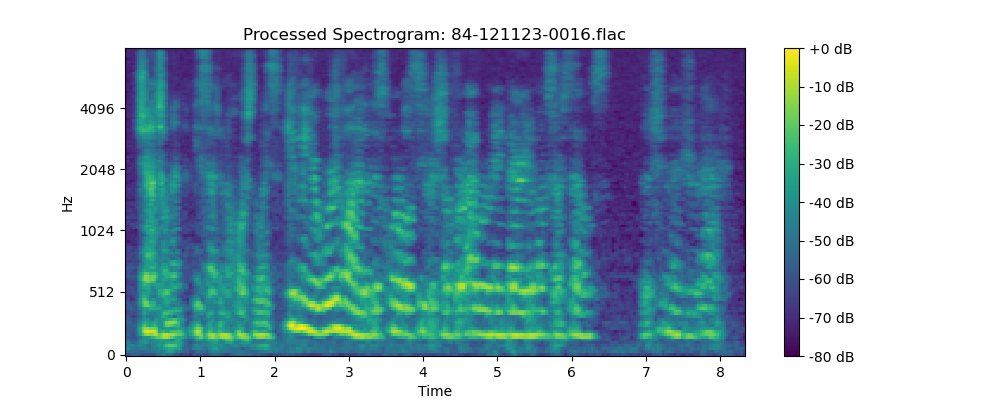 Processed Spectrogram: 84-121123-0016.flac
Hz
4096
2048
1024
512
0
0 1 2 3 4 5 6 7 8
Time
+0 dB
-10 dB
-20 dB
-30 dB
-40 dB
-50 dB
-60 dB
-70 dB
-80 dB